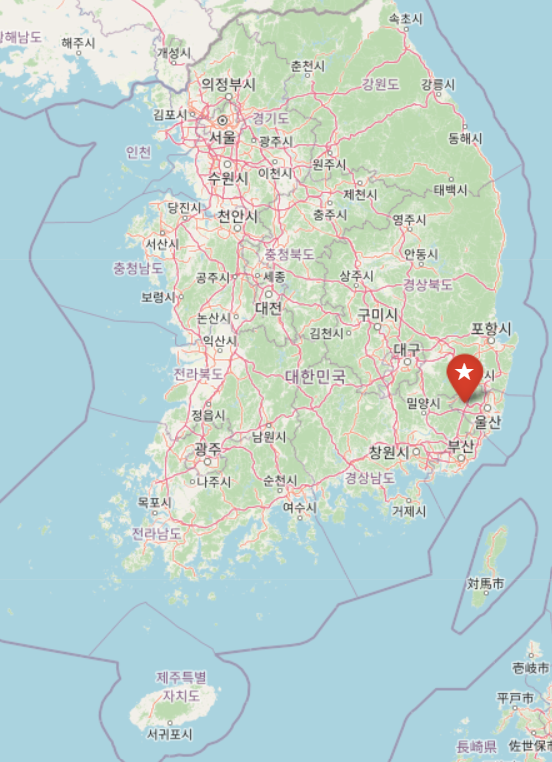 속초시
황해남도
해주시
개성시
춘천시
의정부시
강원도
강릉시
김포시
경기도
서울
광주시
동해시
인천
원주시
수원시
이천시
제천시
태백시
당진시
천안시
충주시
영주시
서산시
충청북도
안동시
충청남도
공주시
세종
상주시
경상북도
보령시
대전
논산시
구미시
포항시
김천시
익산시
대구
전라북도
대한민국
시
밀양시
정읍시
울산
남원시
광주
창원시
부산
나주시
순천시
경상남도
목포시
여수시
거제시
전라남도
対馬市
壱岐市
제주특별
자치도
平戸市
서귀포시
長崎県
佐世保市